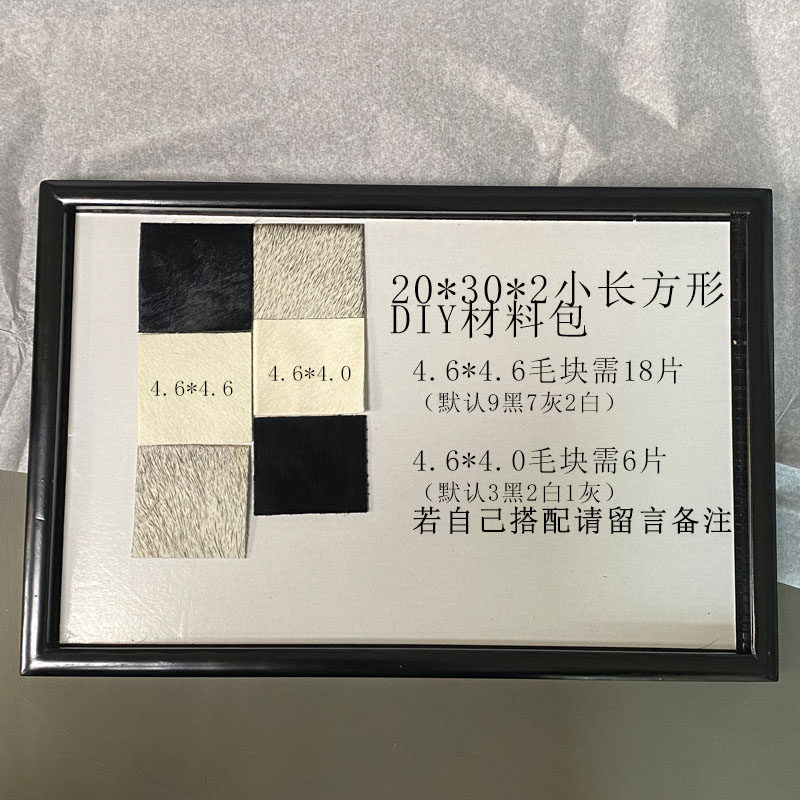 4.6*4.6
4.6*4.0
20*30*2小长方形
DIY材料包
4.6*4.6毛块需18片
（默认9黑7灰2白）
4.6*4.0毛块需6片
（默认3黑2白1灰）
若自己搭配请留言备注